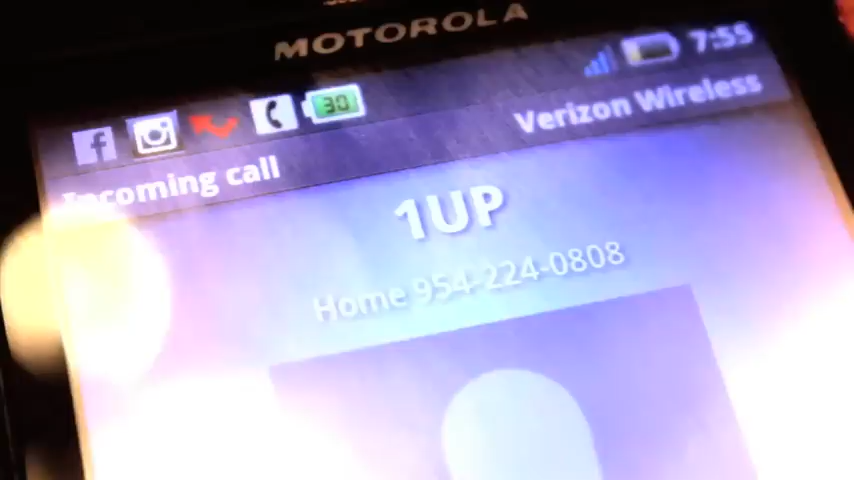 MOTOROLA
30 7:55
Verizon Wireless
Incoming call
1UP
Home 954-224-0808